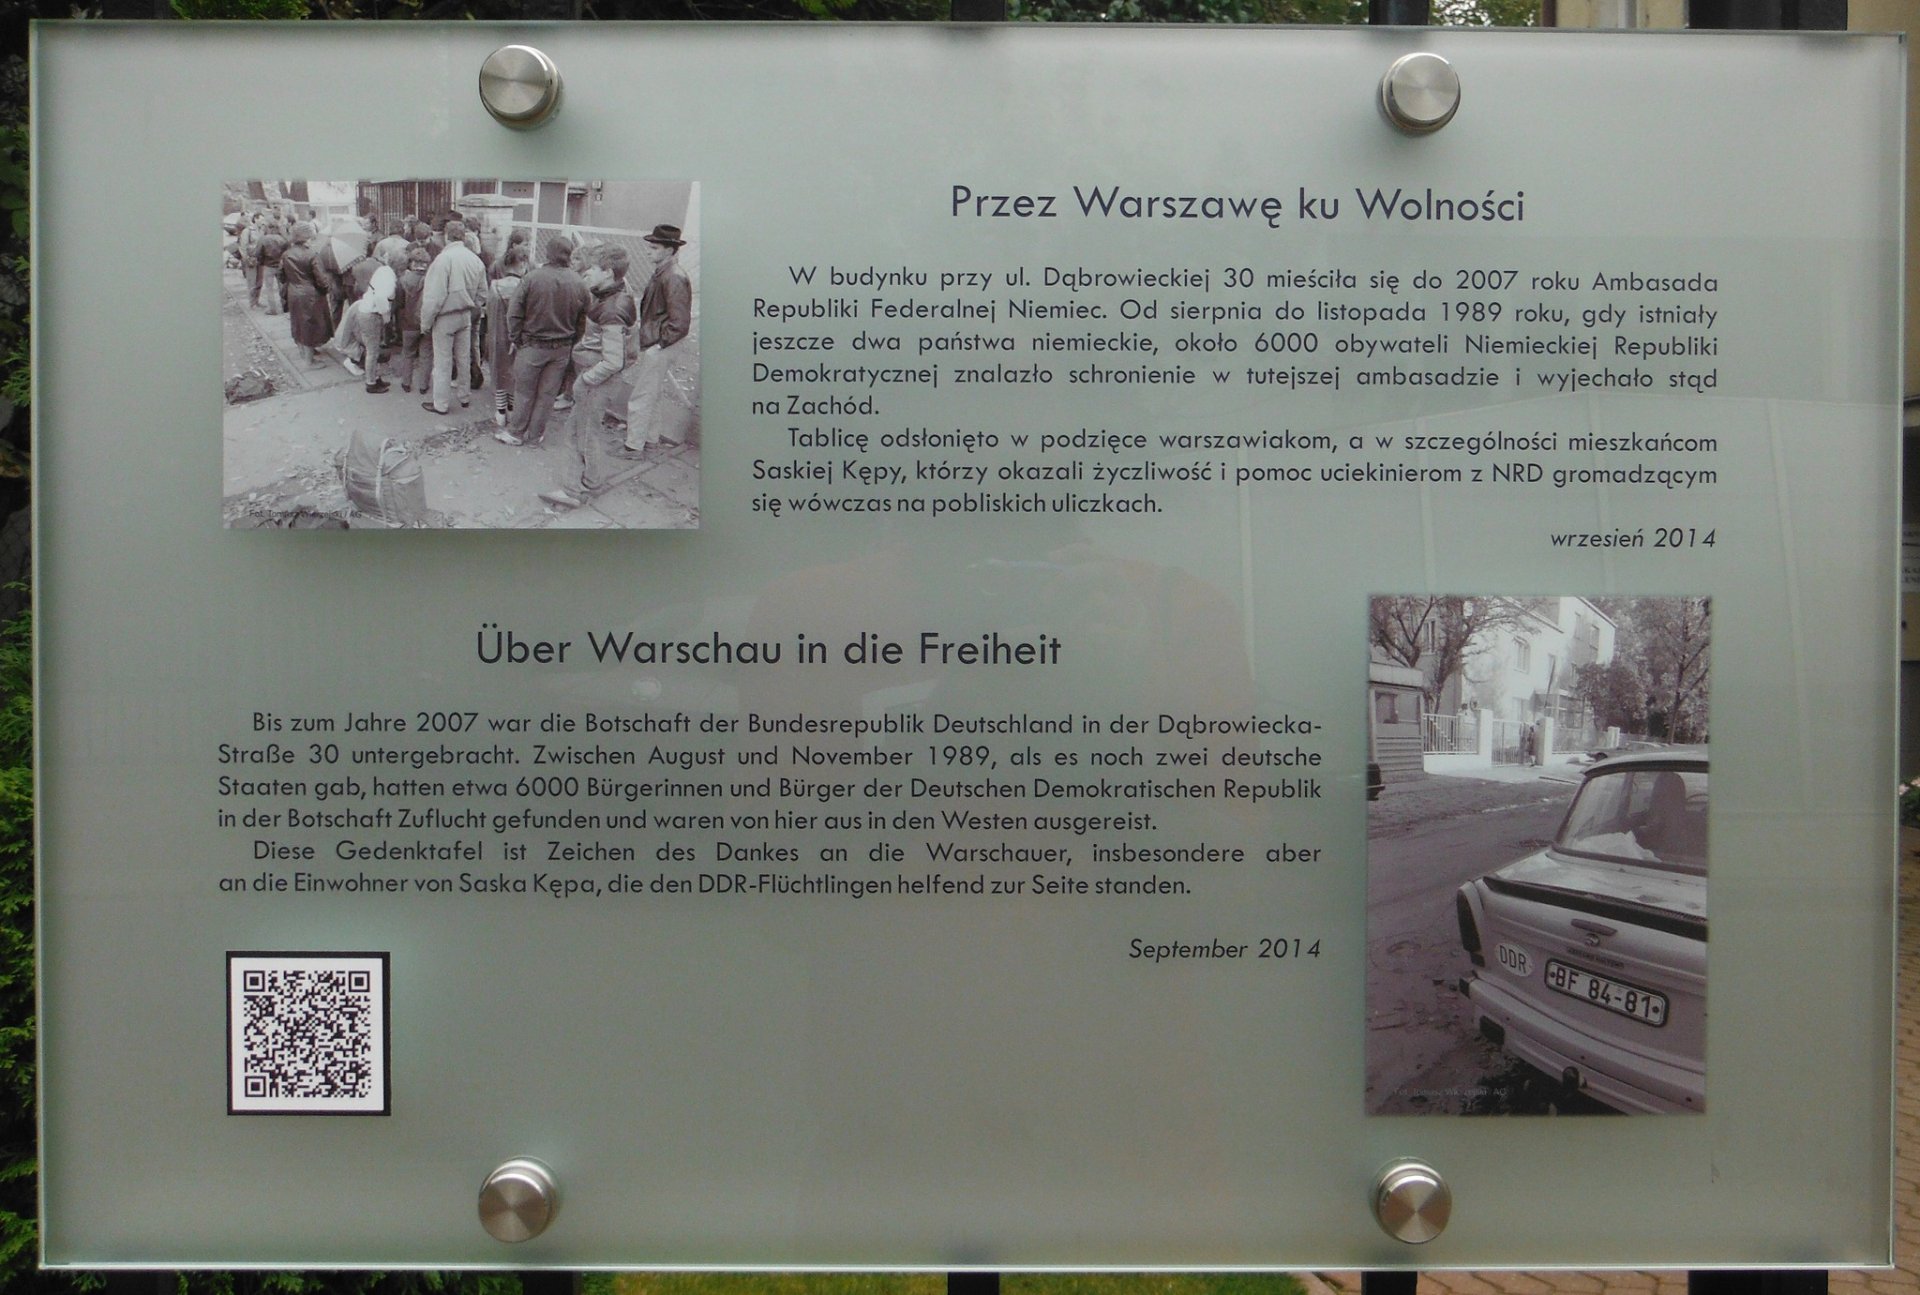 Przez Warszawę ku Wolności
W budynku przy ul. Dąbrowieckiej 30 mieściła się do 2007 roku Ambasada
Republiki Federalnej Niemiec. Od sierpnia do listopada 1989 roku, gdy istniały
jeszcze dwa państwa niemieckie, około 6000 obywateli Niemieckiej Republiki
Demokratycznej znalazło schronienie w tutejszej ambasadzie i wyjechało stąd
na Zachód.
Tablicę odsłonięto w podzięce warszawiakom, a w szczególności mieszkańcom
Saskiej Kępy, którzy okazali życzliwość i pomoc uciekinierom z NRD gromadzącym
się wówczas na pobliskich uliczkach.
wrzesień 2014
Fot. Tomasz Wierzejski / AG
Über Warschau in die Freiheit
Bis zum Jahre 2007 war die Botschaft der Bundesrepublik Deutschland in der Dąbrowiecka-
Straße 30 untergebracht. Zwischen August und November 1989, als es noch zwei deutsche
Staaten gab, hatten etwa 6000 Bürgerinnen und Bürger der Deutschen Demokratischen Republik
in der Botschaft Zuflucht gefunden und waren von hier aus in den Westen ausgereist.
Diese Gedenktafel ist Zeichen des Dankes an die Warschauer, insbesondere aber
an die Einwohner von Saska Kępa, die den DDR-Flüchtlingen helfend zur Seite standen.
September 2014
DDR
BF 84-81
Fot. Tomasz Wierzejski / AG